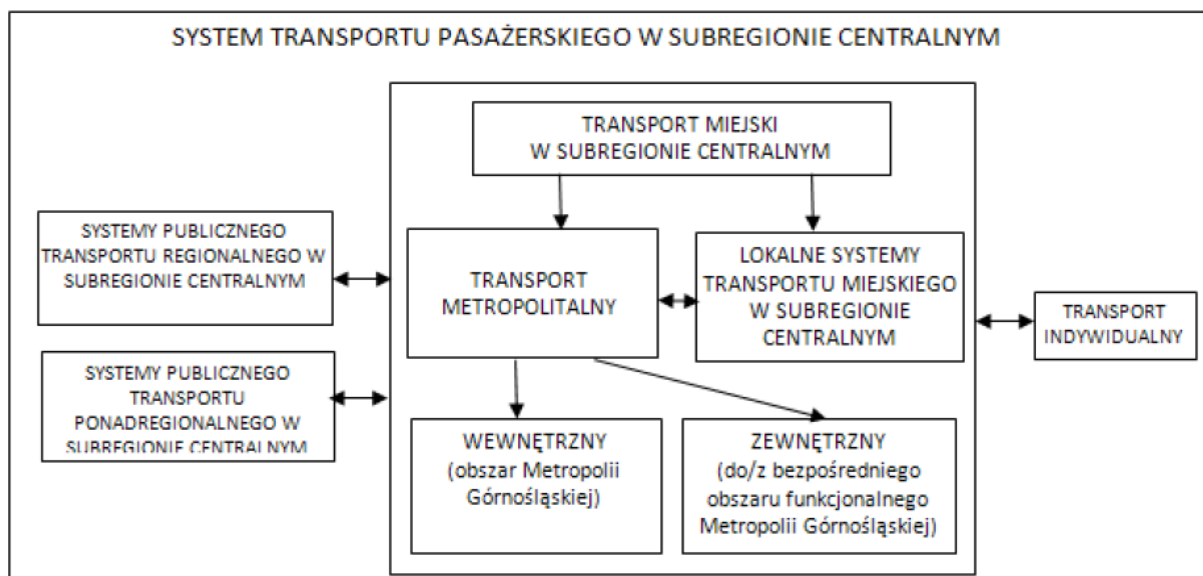 SYSTEM TRANSPORTU PASAŻERSKIEGO W SUBREGIONIE CENTRALNYM
TRANSPORT MIEJSKI
W SUBREGIONIE CENTRALNYM
SYSTEMY PUBLICZNEGO
TRANSPORTU REGIONALNEGO W
SUBREGIONIE CENTRALNYM
TRANSPORT
METROPOLITALNY
LOKALNE SYSTEMY
TRANSPORTU MIEJSKIEGO
W SUBREGIONIE
CENTRALNYM
TRANSPORT
INDYWIDUALNY
SYSTEMY PUBLICZNEGO
TRANSPORTU
PONADREGIONALNEGO W
SUBREGIONIE CENTRALNYM
WEWNĘTRZNY
(obszar Metropolii
Górnośląskiej)
ZEWNĘTRZNY
(do/z bezpośredniego
obszaru funkcjonalnego
Metropolii Górnośląskiej)